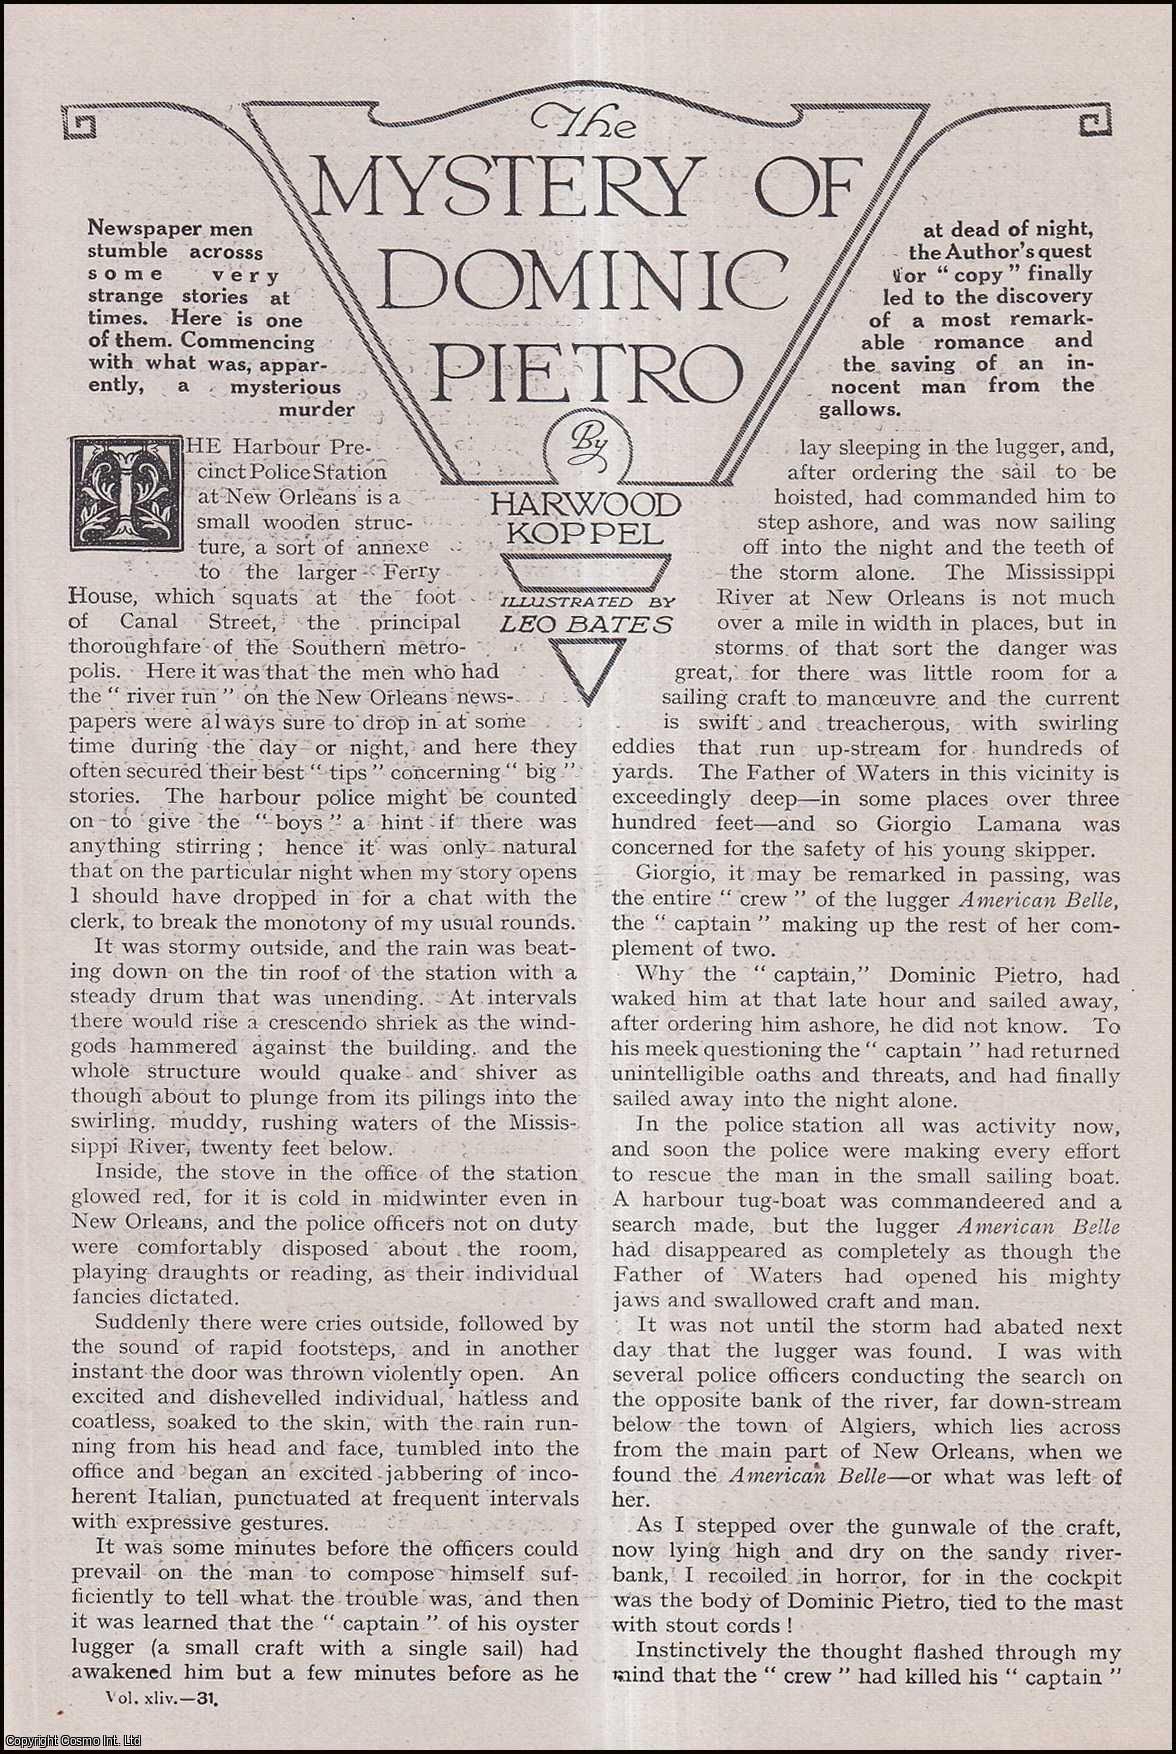 The
MYSTERY OF
DOMINIC
PIETRO
By
HARWOOD
KOPPEL
ILLUSTRATED BY
LEO BATES
Newspaper men
stumble acrosss
some very
strange stories at
times. Here is one
of them. Commencing
with what was, appar-
ently, a mysterious
murder
at dead of night,
the Author's quest
for "copy" finally
led to the discovery
of a most remark-
able romance and
the saving of an in-
nocent man from the
gallows.
THE Harbour Pre-
cinct Police Station
at New Orleans is a
small wooden struc-
ture, a sort of annexe
to the larger Ferry
House, which squats at the foot
of Canal Street, the principal
thoroughfare of the Southern metro-
polis. Here it was that the men who had
the "river run" on the New Orleans news-
papers were always sure to drop in at some
time during the day or night, and here they
often secured their best "tips" concerning "big"
stories. The harbour police might be counted
on to give the "boys" a hint if there was
anything stirring; hence it was only natural
that on the particular night when my story opens
I should have dropped in for a chat with the
clerk, to break the monotony of my usual rounds.
It was stormy outside, and the rain was beat-
ing down on the tin roof of the station with a
steady drum that was unending. At intervals
there would rise a crescendo shriek as the wind-
gods hammered against the building, and the
whole structure would quake and shiver as
though about to plunge from its pilings into the
swirling, muddy, rushing waters of the Missis-
sippi River, twenty feet below.
Inside, the stove in the office of the station
glowed red, for it is cold in midwinter even in
New Orleans, and the police officers not on duty
were comfortably disposed about the room,
playing draughts or reading, as their individual
fancies dictated.
Suddenly there were cries outside, followed by
the sound of rapid footsteps, and in another
instant the door was thrown violently open. An
excited and dishevelled individual, hatless and
coatless, soaked to the skin, with the rain run-
ning from his head and face, tumbled into the
office and began an excited jabbering of inco-
herent Italian, punctuated at frequent intervals
with expressive gestures.
It was some minutes before the officers could
prevail on the man to compose himself suf-
ficiently to tell what the trouble was, and then
it was learned that the "captain" of his oyster
lugger (a small craft with a single sail) had
awakened him but a few minutes before as he
Vol. xliv.—31.
lay sleeping in the lugger, and,
after ordering the sail to be
hoisted, had commanded him to
step ashore, and was now sailing
off into the night and the teeth of
the storm alone. The Mississippi
River at New Orleans is not much
over a mile in width in places, but in
storms of that sort the danger was
great, for there was little room for a
sailing craft to manœuvre and the current
is swift and treacherous, with swirling
eddies that run up-stream for hundreds of
yards. The Father of Waters in this vicinity is
exceedingly deep—in some places over three
hundred feet—and so Giorgio Lamana was
concerned for the safety of his young skipper.
Giorgio, it may be remarked in passing, was
the entire "crew" of the lugger American Belle,
the "captain" making up the rest of her com-
plement of two.
Why the "captain," Dominic Pietro, had
waked him at that late hour and sailed away,
after ordering him ashore, he did not know. To
his meek questioning the "captain" had returned
unintelligible oaths and threats, and had finally
sailed away into the night alone.
In the police station all was activity now,
and soon the police were making every effort
to rescue the man in the small sailing boat.
A harbour tug-boat was commandeered and a
search made, but the lugger American Belle
had disappeared as completely as though the
Father of Waters had opened his mighty
jaws and swallowed craft and man.
It was not until the storm had abated next
day that the lugger was found. I was with
several police officers conducting the search on
the opposite bank of the river, far down-stream
below the town of Algiers, which lies across
from the main part of New Orleans, when we
found the American Belle—or what was left of
her.
As I stepped over the gunwale of the craft,
now lying high and dry on the sandy river-
bank, I recoiled in horror, for in the cockpit
was the body of Dominic Pietro, tied to the mast
with stout cords!
Instinctively the thought flashed through my
mind that the "crew" had killed his "captain"
Copyright Cosmo Int. Ltd